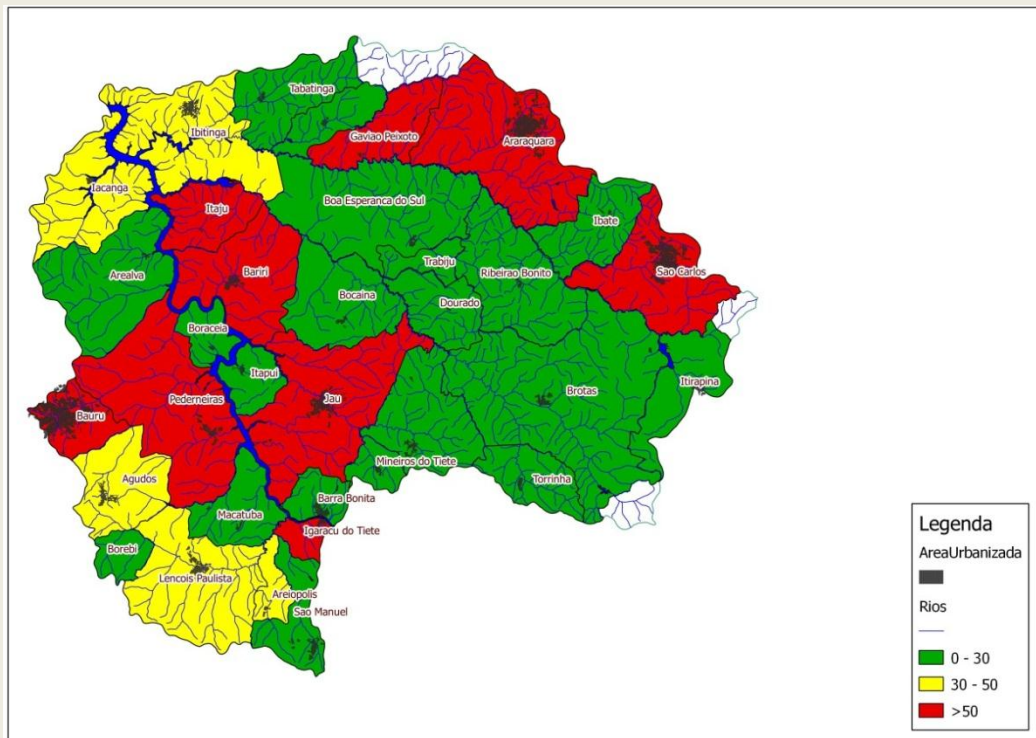 Tabatinga
Ibitinga
Gaviao Peixoto
Araraquara
Iacanga
Itaju
Boa Esperanca do Sul
Ibate
Arealva
Bariri
Trabiju
Ribeirao Bonito
Sao Carlos
Bocaina
Dourado
Boraceia
Itapui
Itirapina
Pederneiras
Jau
Brotas
Bauru
Mineiros do Tiete
Agudos
Torrinha
Barra Bonita
Macatuba
Igaracu do Tiete
Borebi
Lencois Paulista
Areiopolis
Sao Manuel
Legenda
AreaUrbanizada
Rios
0 - 30
30 - 50
>50